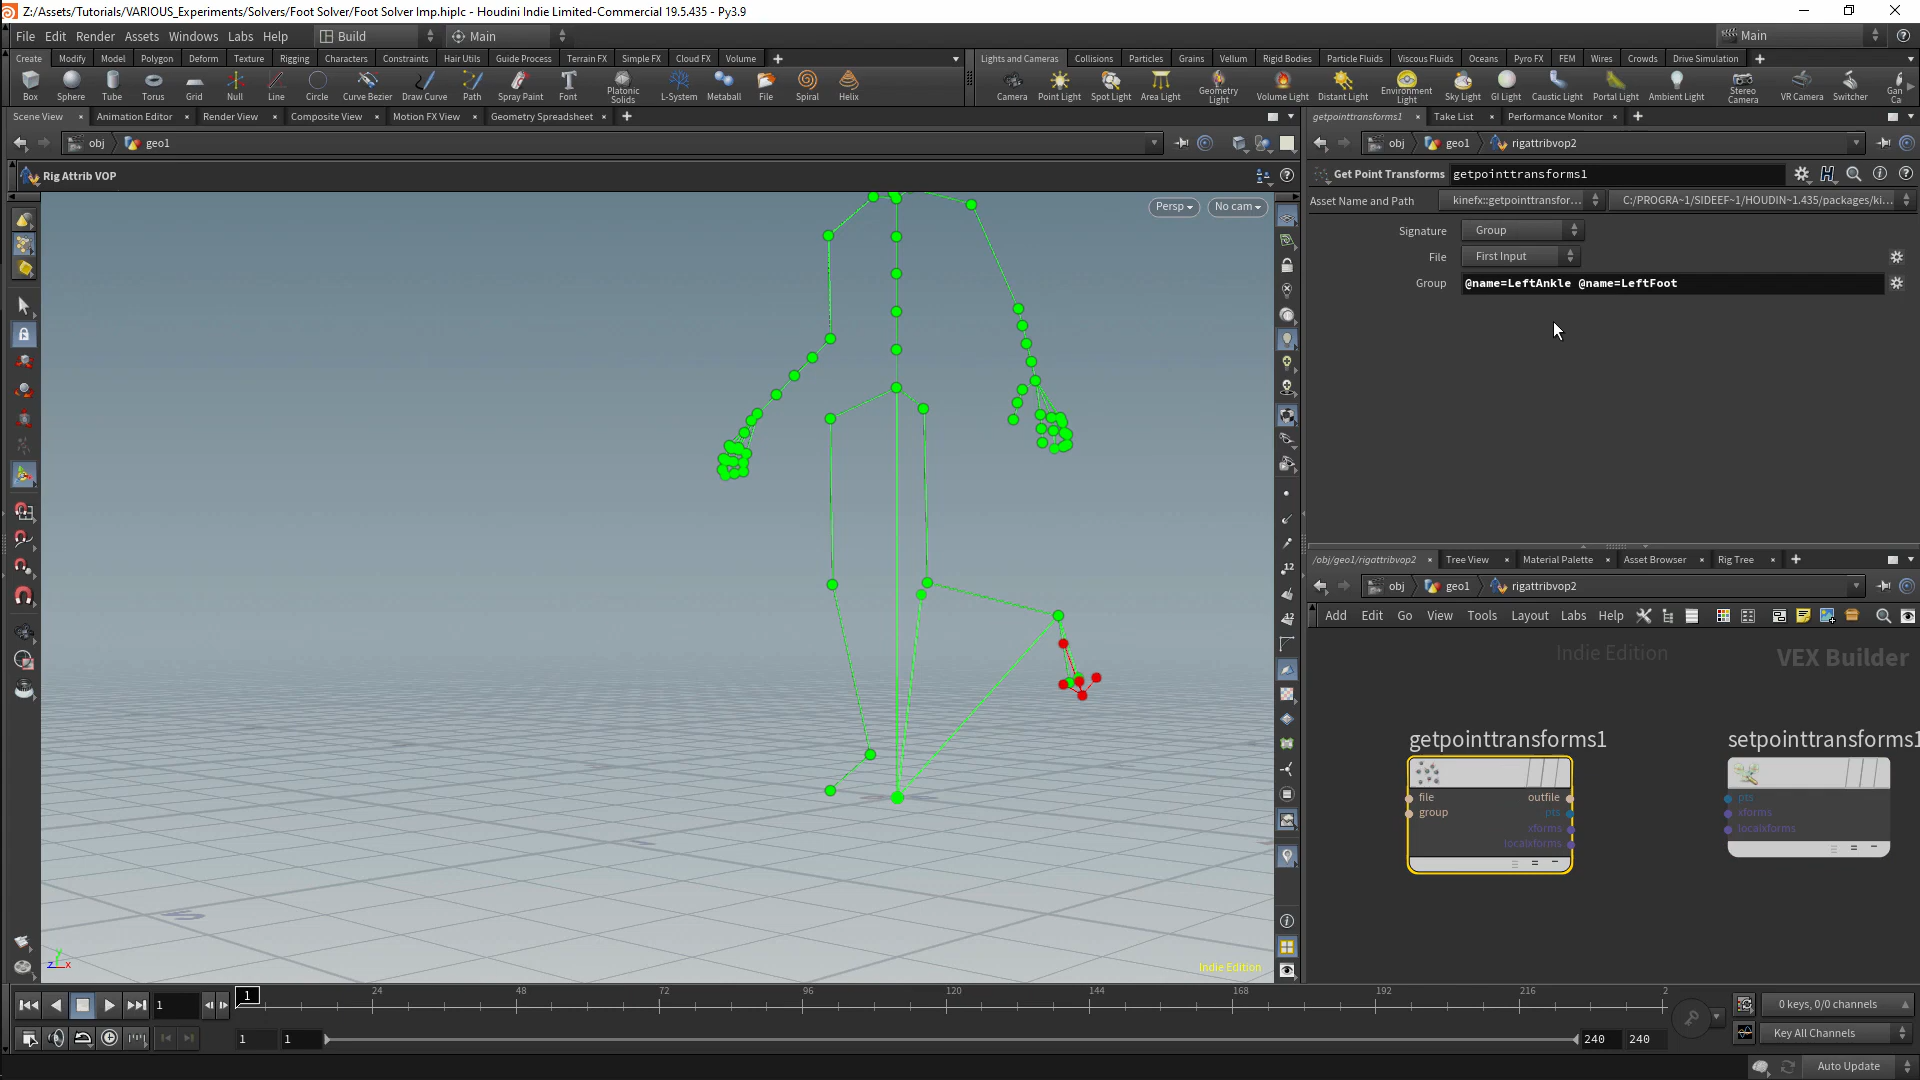 Z:/Assets/Tutorials/VARIOUS_Experiments/Solvers/Foot Solver/Foot Solver Imp.hiplc - Houdini Indie Limited-Commercial 19.5.435 - Py3.9
File Edit Render Assets Windows Labs Help Build Main Main
Create Modify Model Polygon Deform Texture Rigging Characters Constraints Hair Utils Guide Process Terrain FX Simple FX Cloud FX Volume
Lights and Cameras Collisions Particles Grains Vellum Rigid Bodies Particle Fluids Viscous Fluids Oceans Pyro FX FEM Wires Crowds Drive Simulation
Box Sphere Tube Torus Grid Null Line Circle Curve Bezier Draw Curve Path Spray Paint Font Platonic Solids L-System Metaball File Spiral Helix
Camera Point Light Spot Light Area Light Geometry Light Volume Light Distant Light Environment Light Sky Light GI Light Caustic Light Portal Light Ambient Light Stereo Camera VR Camera Switcher Gan Ca
Scene View Animation Editor Render View Composite View Motion FX View Geometry Spreadsheet
getpointtransforms1 Take List Performance Monitor
obj geo1
obj geo1 rigattribvop2
Rig Attrib VOP
Get Point Transforms getpointtransforms1
Asset Name and Path kinefx::getpointtransfor... C:/PROGRA~1/SIDEEF~1/HOUDIN~1.435/packages/ki...
Persp No cam
Signature Group
File First Input
Group @name=LeftAnkle @name=LeftFoot
/obj/geo1/rigattribvop2 Tree View Material Palette Asset Browser Rig Tree
obj geo1 rigattribvop2
Add Edit Go View Tools Layout Labs Help
Indie Edition VEX Builder
getpointtransforms1
file outfile
group pts
xforms
localxforms
setpointtransforms1
pts
xforms
localxforms
Indie Edition
z y x
1 1 24 48 72 96 120 144 168 192 216 2
0 keys, 0/0 channels
1 1 240 240
Key All Channels
Auto Update